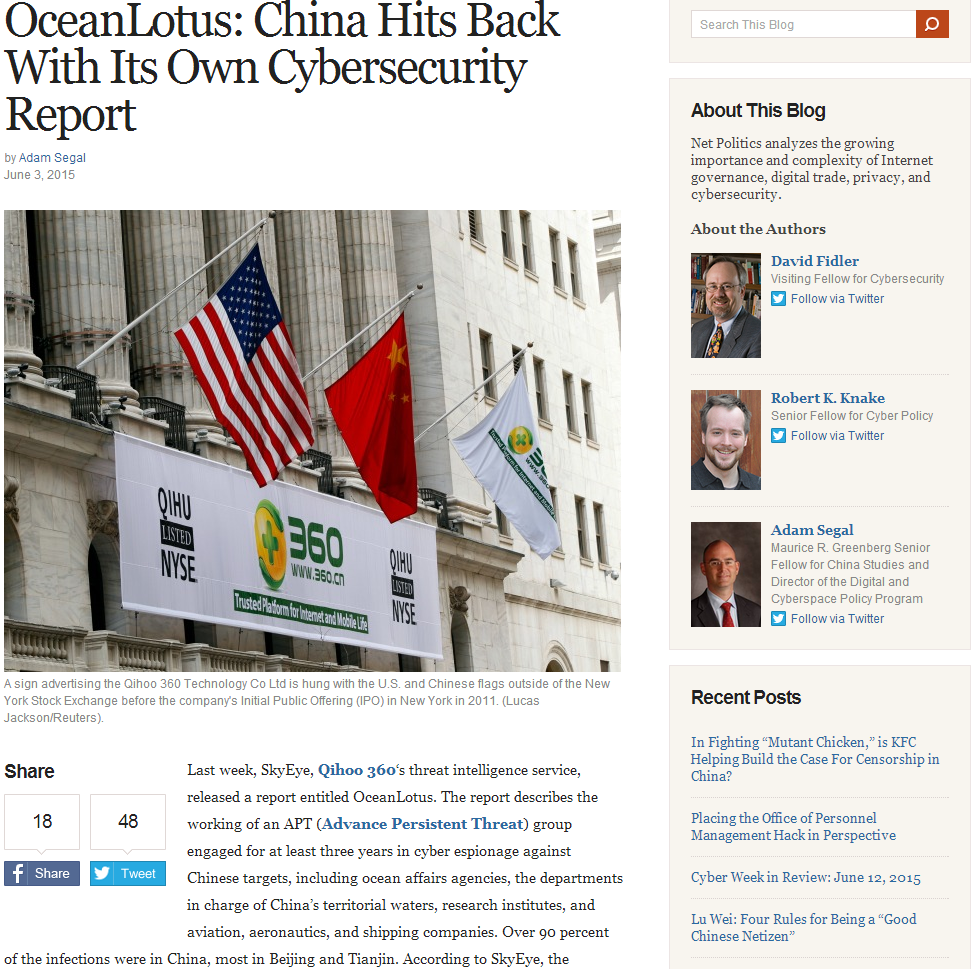 OceanLotus: China Hits Back
With Its Own Cybersecurity
Report
by Adam Segal
June 3, 2015
QIHU
LISTED
NYSE
360
www.360.cn
Trusted Platform for Internet and Mobile Life
QIHU
LISTED
NYSE
A sign advertising the Qihoo 360 Technology Co Ltd is hung with the U.S. and Chinese flags outside of the New
York Stock Exchange before the company's Initial Public Offering (IPO) in New York in 2011. (Lucas
Jackson/Reuters).
Share
18
48
Share
Tweet
Last week, SkyEye, Qihoo 360‘s threat intelligence service,
released a report entitled OceanLotus. The report describes the
working of an APT (Advance Persistent Threat) group
engaged for at least three years in cyber espionage against
Chinese targets, including ocean affairs agencies, the departments
in charge of China’s territorial waters, research institutes, and
aviation, aeronautics, and shipping companies. Over 90 percent
of the infections were in China, most in Beijing and Tianjin. According to SkyEye, the
Search This Blog
About This Blog
Net Politics analyzes the growing
importance and complexity of Internet
governance, digital trade, privacy, and
cybersecurity.
About the Authors
David Fidler
Visiting Fellow for Cybersecurity
Follow via Twitter
Robert K. Knake
Senior Fellow for Cyber Policy
Follow via Twitter
Adam Segal
Maurice R. Greenberg Senior
Fellow for China Studies and
Director of the Digital and
Cyberspace Policy Program
Follow via Twitter
Recent Posts
In Fighting “Mutant Chicken,” is KFC
Helping Build the Case For Censorship in
China?
Placing the Office of Personnel
Management Hack in Perspective
Cyber Week in Review: June 12, 2015
Lu Wei: Four Rules for Being a “Good
Chinese Netizen”